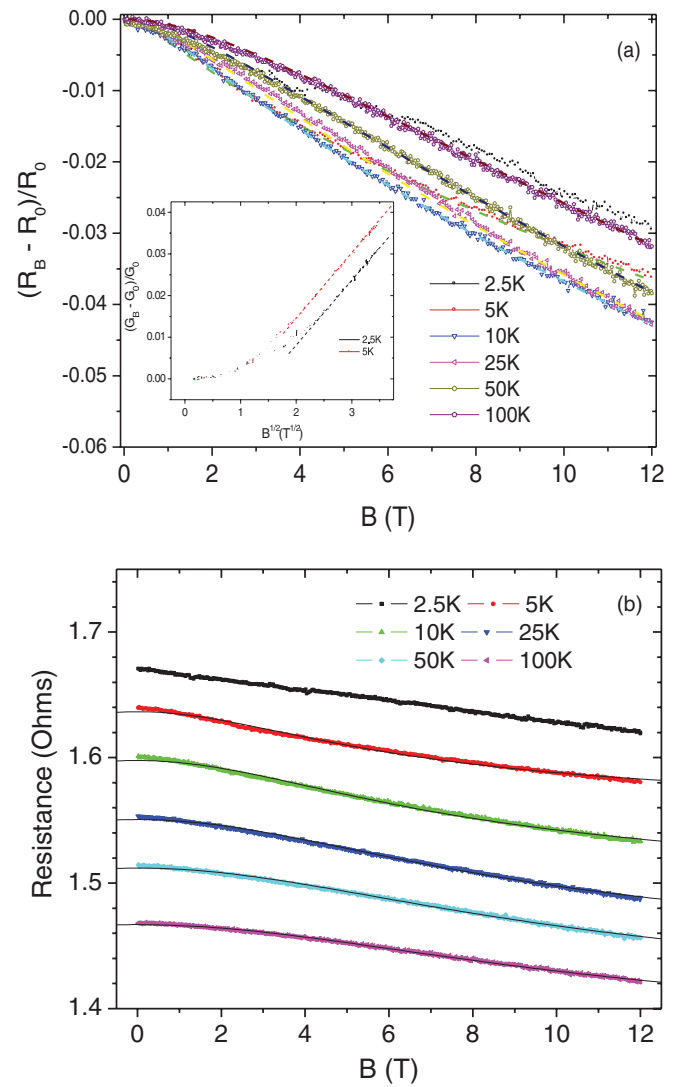 (a)
0.00
-0.01
-0.02
-0.03
-0.04
-0.05
-0.06
(R_B - R_0)/R_0
0 2 4 6 8 10 12
B (T)
2.5K
5K
10K
25K
50K
100K
0.04
0.03
0.02
0.01
0.00
(G_B - G_0)/G_0
0 1 2 3
B^1/2(T^1/2)
2.5K
5K
(b)
2.5K 5K
10K 25K
50K 100K
1.7
1.6
1.5
1.4
Resistance (Ohms)
0 2 4 6 8 10 12
B (T)